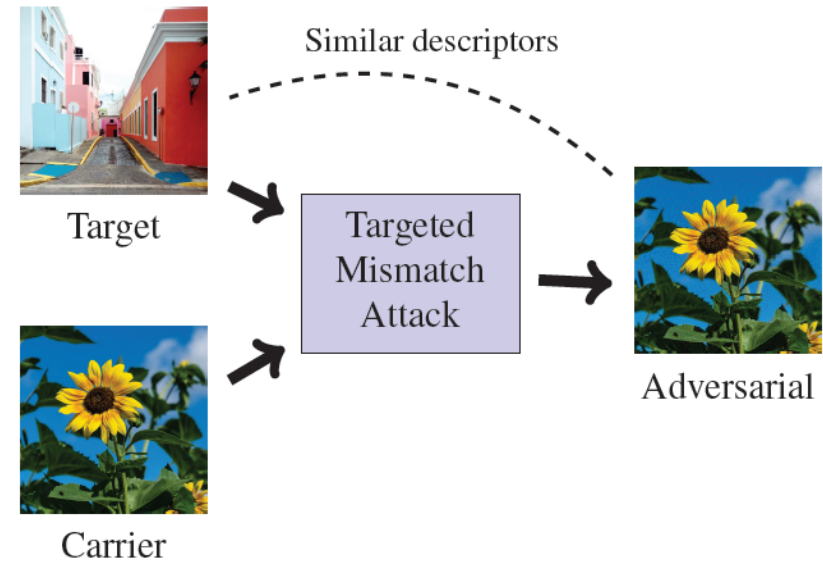 Similar descriptors
Target
Targeted
Mismatch
Attack
Adversarial
Carrier